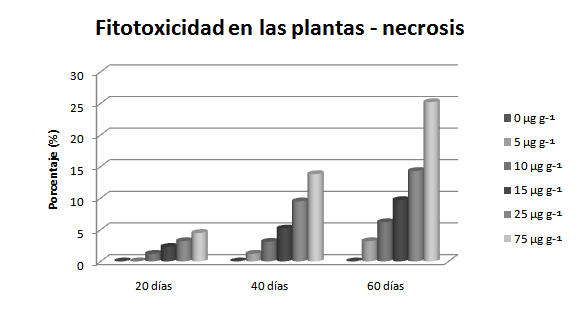 Fitotoxicidad en las plantas - necrosis
Porcentaje (%)
30
25
20
15
10
5
0
20 días
40 días
60 días
0 µg g-¹
5 µg g-¹
10 µg g-¹
15 µg g-¹
25 µg g-¹
75 µg g-¹